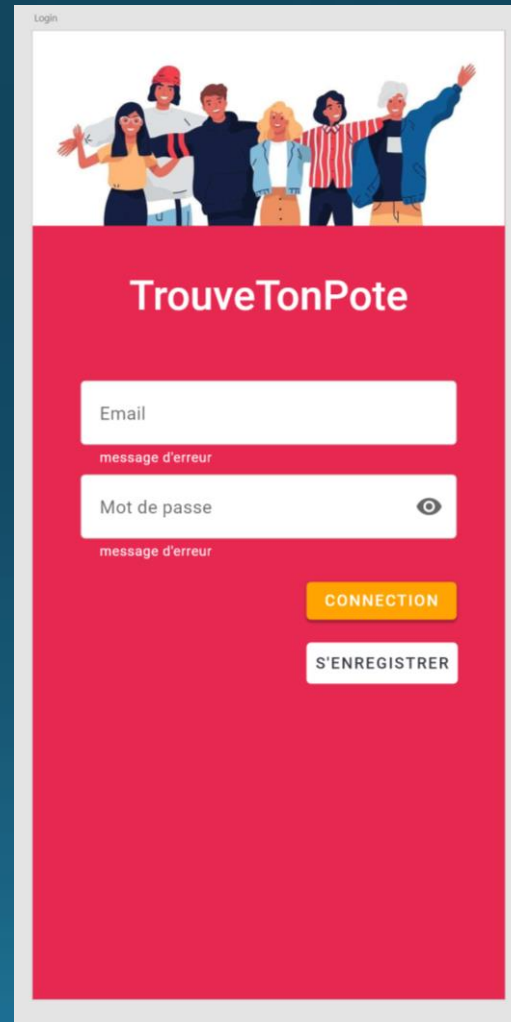 Login
TrouveTonPote
Email
message d'erreur
Mot de passe
message d'erreur
CONNECTION
S'ENREGISTRER